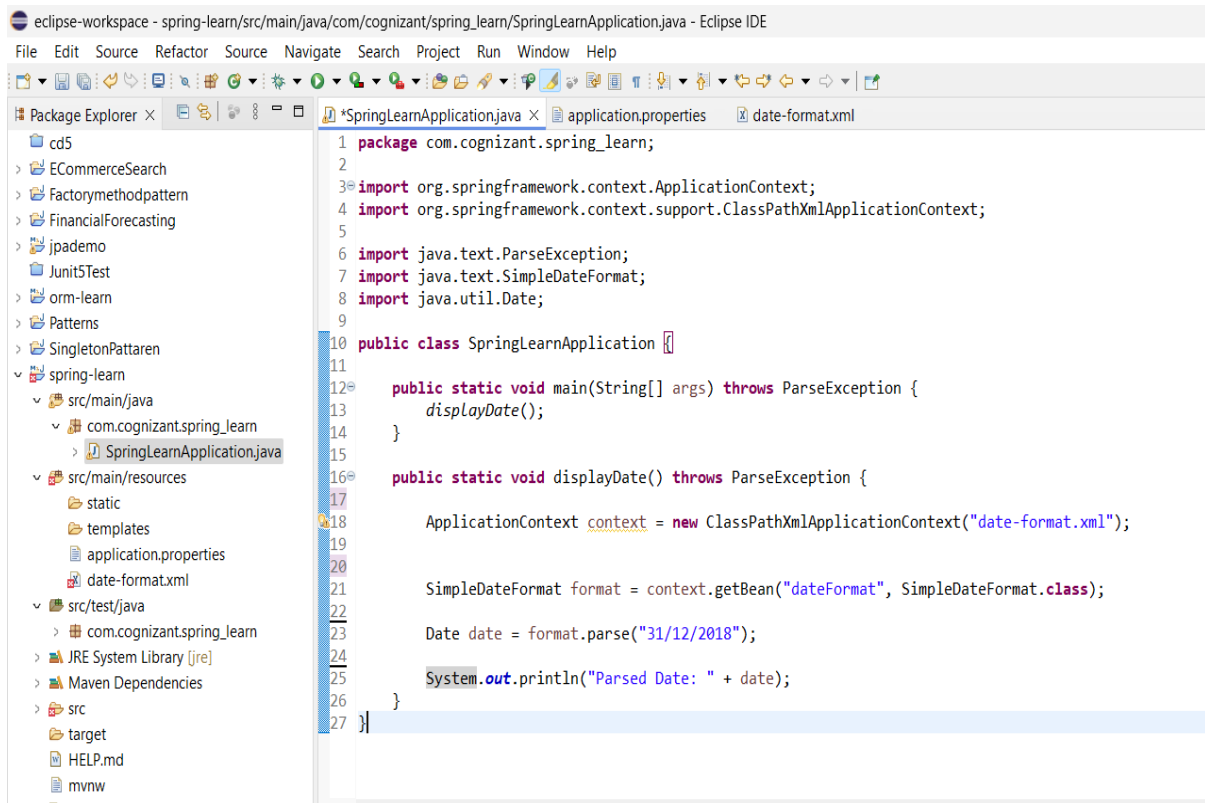 eclipse-workspace - spring-learn/src/main/java/com/cognizant/spring_learn/SpringLearnApplication.java - Eclipse IDE
File Edit Source Refactor Source Navigate Search Project Run Window Help
Package Explorer
*SpringLearnApplication.java application.properties date-format.xml
cd5
ECommerceSearch
Factorymethodpattern
FinancialForecasting
jpademo
Junit5Test
orm-learn
Patterns
SingletonPattaren
spring-learn
src/main/java
com.cognizant.spring_learn
SpringLearnApplication.java
src/main/resources
static
templates
application.properties
date-format.xml
src/test/java
com.cognizant.spring_learn
JRE System Library [jre]
Maven Dependencies
src
target
HELP.md
mvnw
1 package com.cognizant.spring_learn;
2
3 import org.springframework.context.ApplicationContext;
4 import org.springframework.context.support.ClassPathXmlApplicationContext;
5
6 import java.text.ParseException;
7 import java.text.SimpleDateFormat;
8 import java.util.Date;
9
10 public class SpringLearnApplication {
11
12 public static void main(String[] args) throws ParseException {
13 displayDate();
14 }
15
16 public static void displayDate() throws ParseException {
17
18 ApplicationContext context = new ClassPathXmlApplicationContext("date-format.xml");
19
20
21 SimpleDateFormat format = context.getBean("dateFormat", SimpleDateFormat.class);
22
23 Date date = format.parse("31/12/2018");
24
25 System.out.println("Parsed Date: " + date);
26 }
27 }